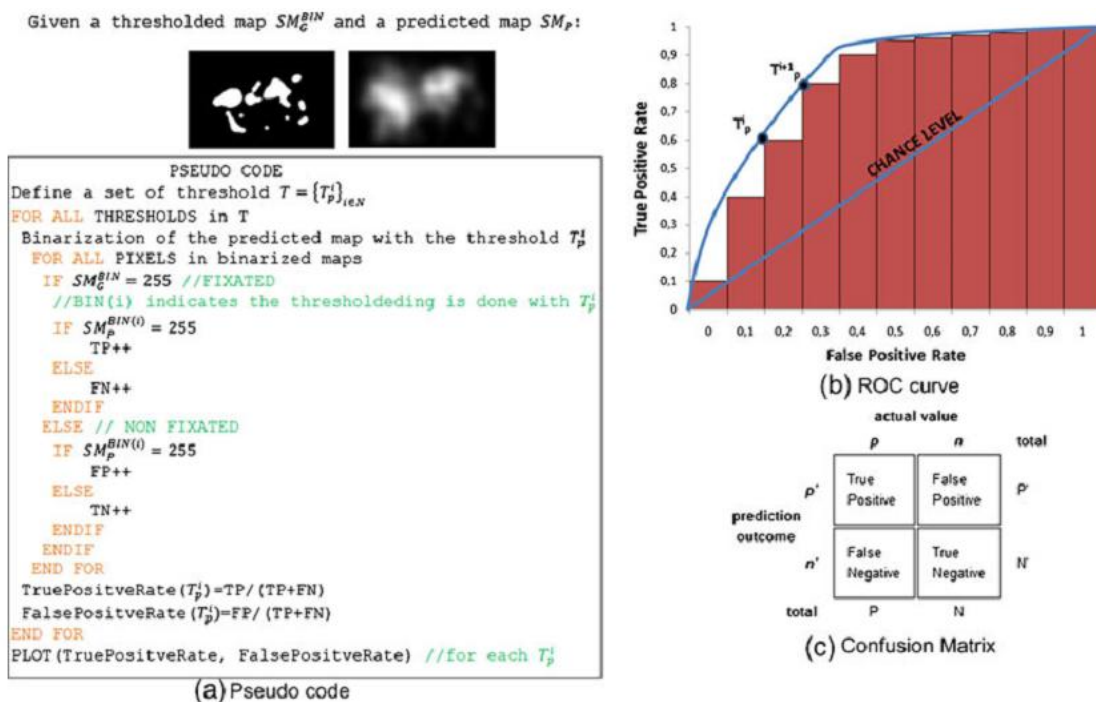 Given a thresholded map SM_G^BIN and a predicted map SM_P:
PSEUDO CODE
Define a set of threshold T = {T_p^i}_i∈N
FOR ALL THRESHOLDS in T
Binarization of the predicted map with the threshold T_p^i
FOR ALL PIXELS in binarized maps
IF SM_G^BIN = 255 //FIXATED
//BIN(i) indicates the thresholdeding is done with T_p^i
IF SM_P^BIN(i) = 255
TP++
ELSE
FN++
ENDIF
ELSE // NON FIXATED
IF SM_P^BIN(i) = 255
FP++
ELSE
TN++
ENDIF
ENDIF
END FOR
TruePositveRate(T_p^i)=TP/(TP+FN)
FalsePositveRate(T_p^i)=FP/(TP+FN)
END FOR
PLOT(TruePositveRate, FalsePositveRate) //for each T_p^i
(a) Pseudo code
True Positive Rate
1
0,9
0,8
0,7
0,6
0,5
0,4
0,3
0,2
0,1
0
T^i+1_p
T^i_p
CHANCE LEVEL
0 0,1 0,2 0,3 0,4 0,5 0,6 0,7 0,8 0,9 1
False Positive Rate
(b) ROC curve
actual value
p n total
p' True Positive False Positive P'
prediction outcome
n' False Negative True Negative N'
total P N
(c) Confusion Matrix